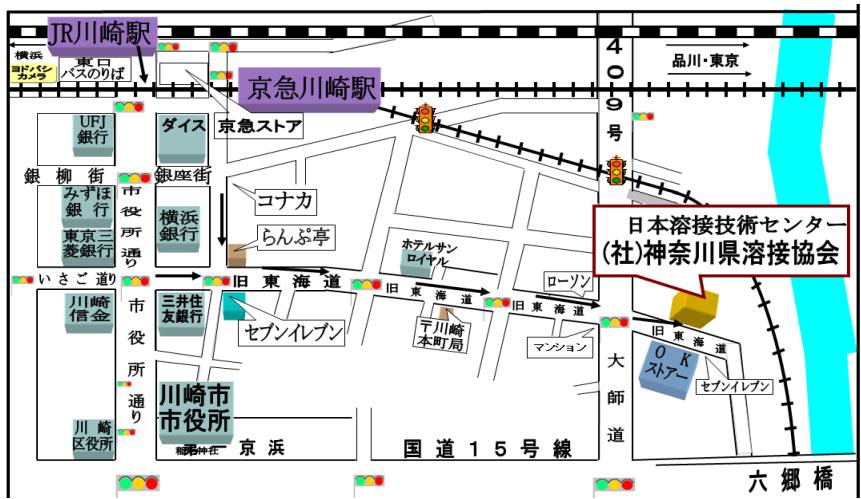 JR川崎駅
横浜
ヨドバシ
カメラ
東口
バスのりば
京急川崎駅
409号
品川・東京
UFJ
銀行
ダイス
京急ストア
銀柳街
銀座街
みずほ
銀行
東京三
菱銀行
市役所通り
横浜
銀行
コナカ
らんぷ亭
ホテルサン
ロイヤル
日本溶接技術センター
(社)神奈川県溶接協会
いさご通り
旧東海道
旧東海道
ローソン
旧東海道
川崎
信金
市役所通り
三井住
友銀行
セブンイレブン
〒川崎
本町局
マンション
大師道
旧東海道
OK
ストアー
セブンイレブン
川崎市
市役所
川崎
区役所
稲毛神社
第一京浜
国道15号線
六郷橋